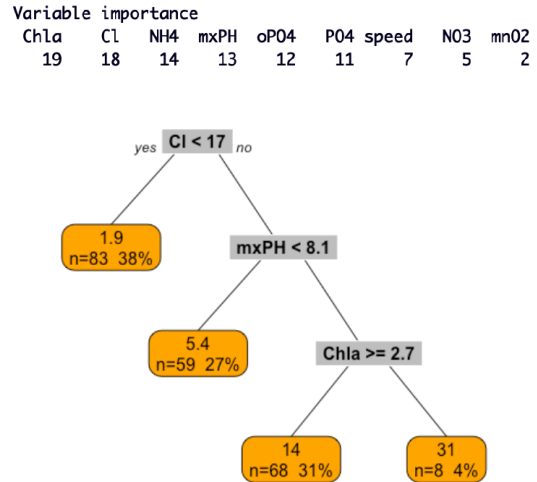 Variable importance
Chla Cl NH4 mxPH oPO4 PO4 speed NO3 mnO2
19 18 14 13 12 11 7 5 2
yes Cl < 17 no
1.9
n=83 38%
mxPH < 8.1
5.4
n=59 27%
Chla >= 2.7
14
n=68 31%
31
n=8 4%